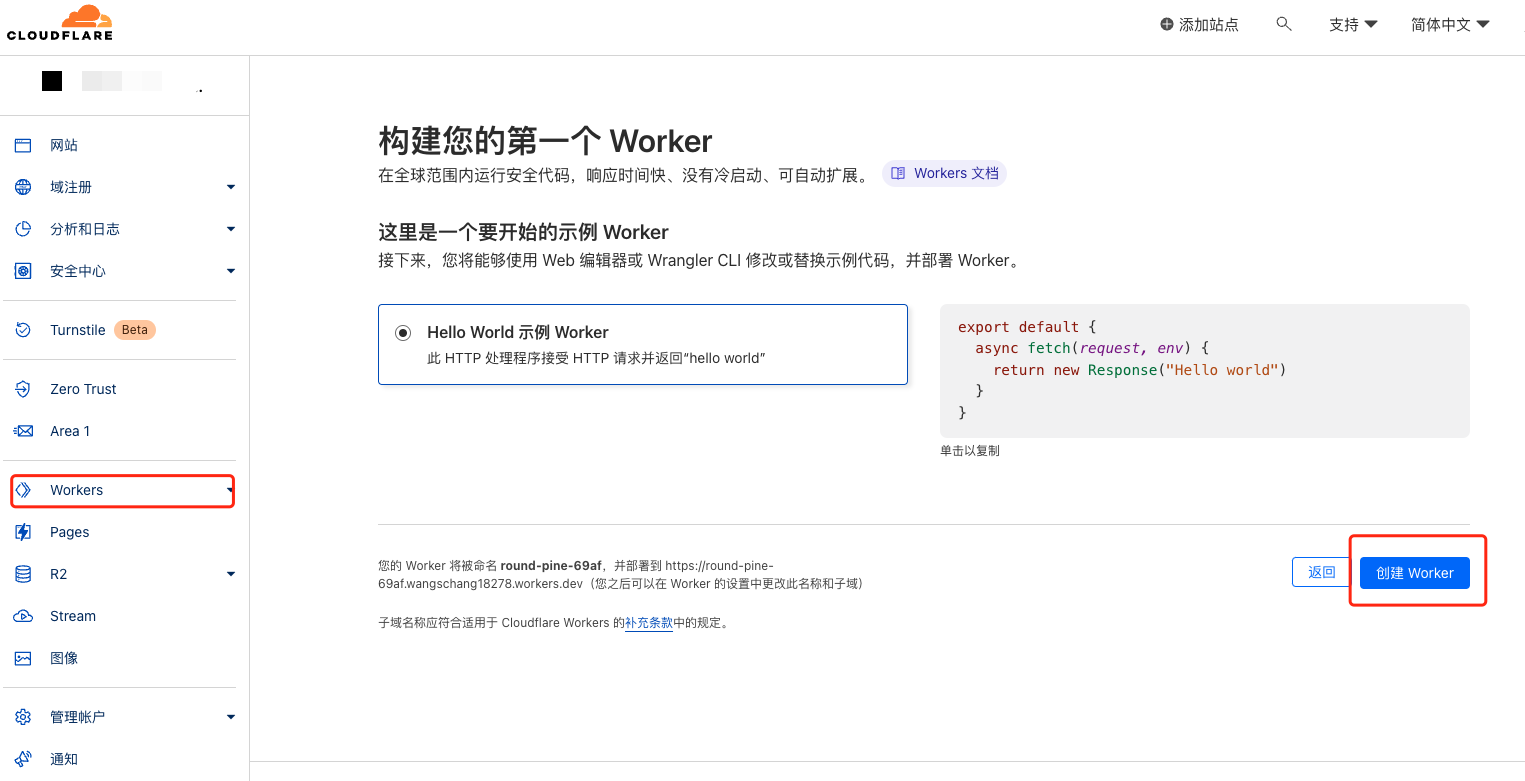 CLOUDFLARE
添加站点
支持
简体中文
网站
域注册
分析和日志
安全中心
Turnstile Beta
Zero Trust
Area 1
Workers
Pages
R2
Stream
图像
管理帐户
通知
构建您的第一个 Worker
在全球范围内运行安全代码，响应时间快、没有冷启动、可自动扩展。 Workers 文档
这里是一个要开始的示例 Worker
接下来，您将能够使用 Web 编辑器或 Wrangler CLI 修改或替换示例代码，并部署 Worker。
Hello World 示例 Worker
此 HTTP 处理程序接受 HTTP 请求并返回“hello world”
export default {
async fetch(request, env) {
return new Response("Hello world")
}
}
单击以复制
您的 Worker 将被命名 round-pine-69af，并部署到 https://round-pine-
69af.wangschang18278.workers.dev（您之后可以在 Worker 的设置中更改此名称和子域）
子域名称应符合适用于 Cloudflare Workers 的补充条款中的规定。
返回
创建 Worker